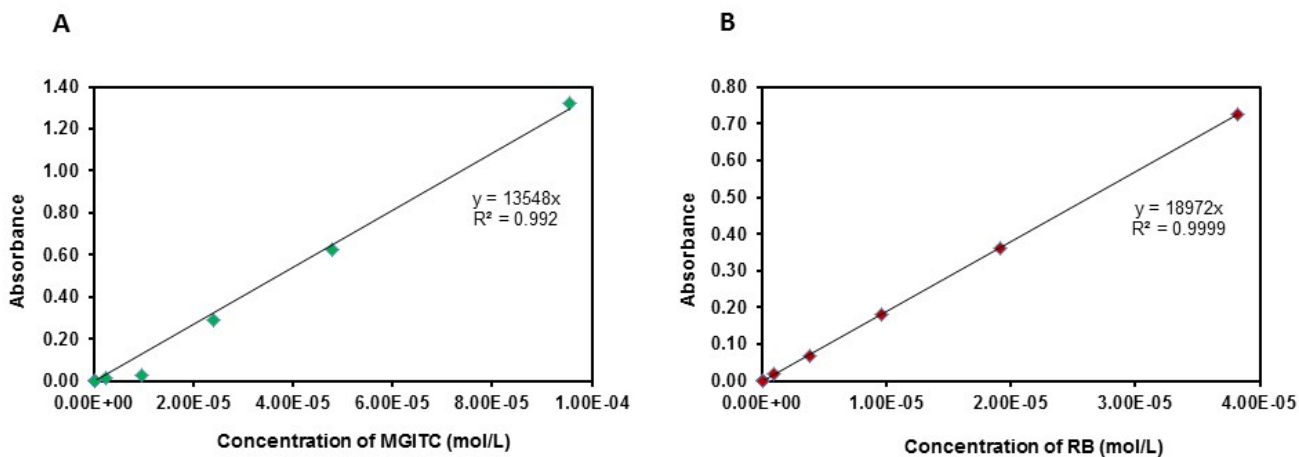 A
1.40
1.20
1.00
0.80
0.60
0.40
0.20
0.00
Absorbance
y = 13548x
R² = 0.992
0.00E+00 2.00E-05 4.00E-05 6.00E-05 8.00E-05 1.00E-04
Concentration of MGITC (mol/L)
B
0.80
0.70
0.60
0.50
0.40
0.30
0.20
0.10
0.00
Absorbance
y = 18972x
R² = 0.9999
0.00E+00 1.00E-05 2.00E-05 3.00E-05 4.00E-05
Concentration of RB (mol/L)